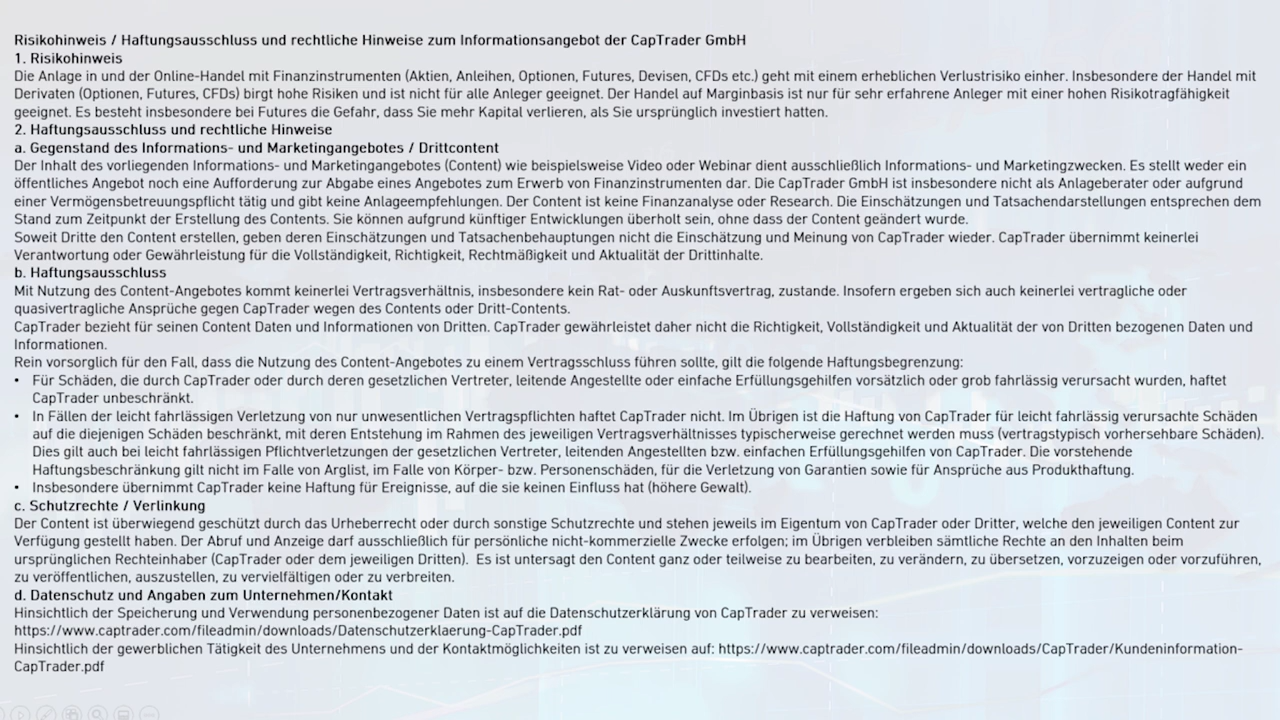 Risikohinweis / Haftungsausschluss und rechtliche Hinweise zum Informationsangebot der CapTrader GmbH
1. Risikohinweis
Die Anlage in und der Online-Handel mit Finanzinstrumenten (Aktien, Anleihen, Optionen, Futures, Devisen, CFDs etc.) geht mit einem erheblichen Verlustrisiko einher. Insbesondere der Handel mit
Derivaten (Optionen, Futures, CFDs) birgt hohe Risiken und ist nicht für alle Anleger geeignet. Der Handel auf Marginbasis ist nur für sehr erfahrene Anleger mit einer hohen Risikotragfähigkeit
geeignet. Es besteht insbesondere bei Futures die Gefahr, dass Sie mehr Kapital verlieren, als Sie ursprünglich investiert hatten.
2. Haftungsausschluss und rechtliche Hinweise
a. Gegenstand des Informations- und Marketingangebotes / Drittcontent
Der Inhalt des vorliegenden Informations- und Marketingangebotes (Content) wie beispielsweise Video oder Webinar dient ausschließlich Informations- und Marketingzwecken. Es stellt weder ein
öffentliches Angebot noch eine Aufforderung zur Abgabe eines Angebotes zum Erwerb von Finanzinstrumenten dar. Die CapTrader GmbH ist insbesondere nicht als Anlageberater oder aufgrund
einer Vermögensbetreuungspflicht tätig und gibt keine Anlageempfehlungen. Der Content ist keine Finanzanalyse oder Research. Die Einschätzungen und Tatsachendarstellungen entsprechen dem
Stand zum Zeitpunkt der Erstellung des Contents. Sie können aufgrund künftiger Entwicklungen überholt sein, ohne dass der Content geändert wurde.
Soweit Dritte den Content erstellen, geben deren Einschätzungen und Tatsachenbehauptungen nicht die Einschätzung und Meinung von CapTrader wieder. CapTrader übernimmt keinerlei
Verantwortung oder Gewährleistung für die Vollständigkeit, Richtigkeit, Rechtmäßigkeit und Aktualität der Drittinhalte.
b. Haftungsausschluss
Mit Nutzung des Content-Angebotes kommt keinerlei Vertragsverhältnis, insbesondere kein Rat- oder Auskunftsvertrag, zustande. Insofern ergeben sich auch keinerlei vertragliche oder
quasivertragliche Ansprüche gegen CapTrader wegen des Contents oder Dritt-Contents.
CapTrader bezieht für seinen Content Daten und Informationen von Dritten. CapTrader gewährleistet daher nicht die Richtigkeit, Vollständigkeit und Aktualität der von Dritten bezogenen Daten und
Informationen.
Rein vorsorglich für den Fall, dass die Nutzung des Content-Angebotes zu einem Vertragsschluss führen sollte, gilt die folgende Haftungsbegrenzung:
• Für Schäden, die durch CapTrader oder durch deren gesetzlichen Vertreter, leitende Angestellte oder einfache Erfüllungsgehilfen vorsätzlich oder grob fahrlässig verursacht wurden, haftet
CapTrader unbeschränkt.
• In Fällen der leicht fahrlässigen Verletzung von nur unwesentlichen Vertragspflichten haftet CapTrader nicht. Im Übrigen ist die Haftung von CapTrader für leicht fahrlässig verursachte Schäden
auf die diejenigen Schäden beschränkt, mit deren Entstehung im Rahmen des jeweiligen Vertragsverhältnisses typischerweise gerechnet werden muss (vertragstypisch vorhersehbare Schäden).
Dies gilt auch bei leicht fahrlässigen Pflichtverletzungen der gesetzlichen Vertreter, leitenden Angestellten bzw. einfachen Erfüllungsgehilfen von CapTrader. Die vorstehende
Haftungsbeschränkung gilt nicht im Falle von Arglist, im Falle von Körper- bzw. Personenschäden, für die Verletzung von Garantien sowie für Ansprüche aus Produkthaftung.
• Insbesondere übernimmt CapTrader keine Haftung für Ereignisse, auf die sie keinen Einfluss hat (höhere Gewalt).
c. Schutzrechte / Verlinkung
Der Content ist überwiegend geschützt durch das Urheberrecht oder durch sonstige Schutzrechte und stehen jeweils im Eigentum von CapTrader oder Dritter, welche den jeweiligen Content zur
Verfügung gestellt haben. Der Abruf und Anzeige darf ausschließlich für persönliche nicht-kommerzielle Zwecke erfolgen; im Übrigen verbleiben sämtliche Rechte an den Inhalten beim
ursprünglichen Rechteinhaber (CapTrader oder dem jeweiligen Dritten). Es ist untersagt den Content ganz oder teilweise zu bearbeiten, zu verändern, zu übersetzen, vorzuzeigen oder vorzuführen,
zu veröffentlichen, auszustellen, zu vervielfältigen oder zu verbreiten.
d. Datenschutz und Angaben zum Unternehmen/Kontakt
Hinsichtlich der Speicherung und Verwendung personenbezogener Daten ist auf die Datenschutzerklärung von CapTrader zu verweisen:
https://www.captrader.com/fileadmin/downloads/Datenschutzerklaerung-CapTrader.pdf
Hinsichtlich der gewerblichen Tätigkeit des Unternehmens und der Kontaktmöglichkeiten ist zu verweisen auf: https://www.captrader.com/fileadmin/downloads/CapTrader/Kundeninformation-
CapTrader.pdf